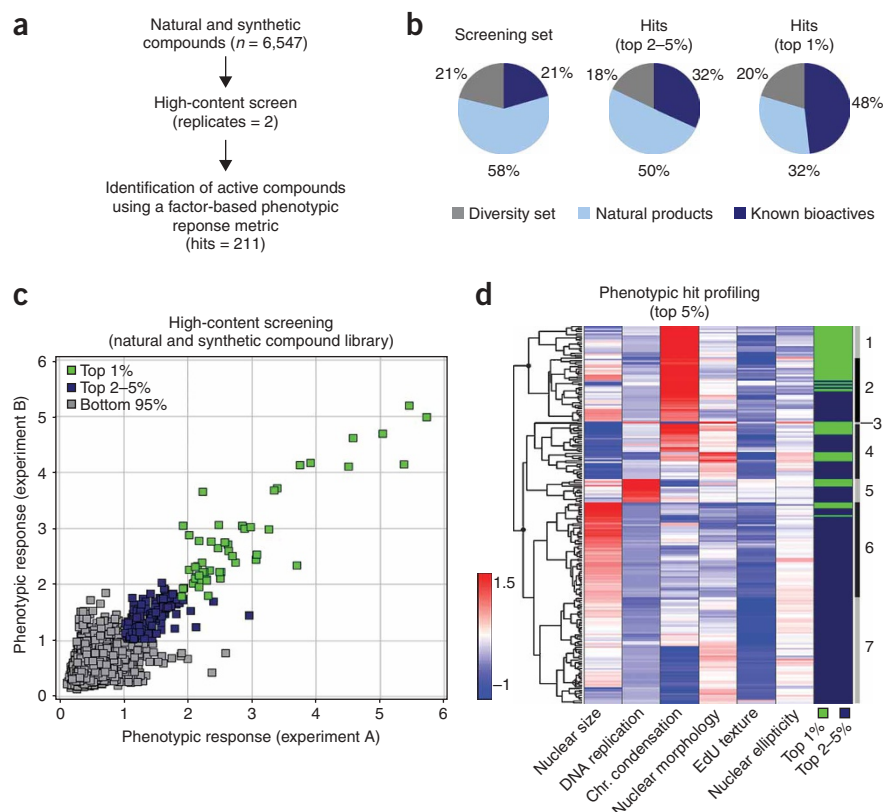 a
Natural and synthetic
compounds (n = 6,547)
High-content screen
(replicates = 2)
Identification of active compounds
using a factor-based phenotypic
reponse metric
(hits = 211)
b
Screening set
21%
21%
58%
Hits
(top 2–5%)
18%
32%
50%
Hits
(top 1%)
20%
48%
32%
Diversity set
Natural products
Known bioactives
c
High-content screening
(natural and synthetic compound library)
Top 1%
Top 2–5%
Bottom 95%
Phenotypic response (experiment B)
6
5
4
3
2
1
0
0
1
2
3
4
5
6
Phenotypic response (experiment A)
d
Phenotypic hit profiling
(top 5%)
1
2
3
4
5
6
7
1.5
–1
Nuclear size
DNA replication
Chr. condensation
Nuclear morphology
EdU texture
Nuclear ellipticity
Top 1%
Top 2–5%